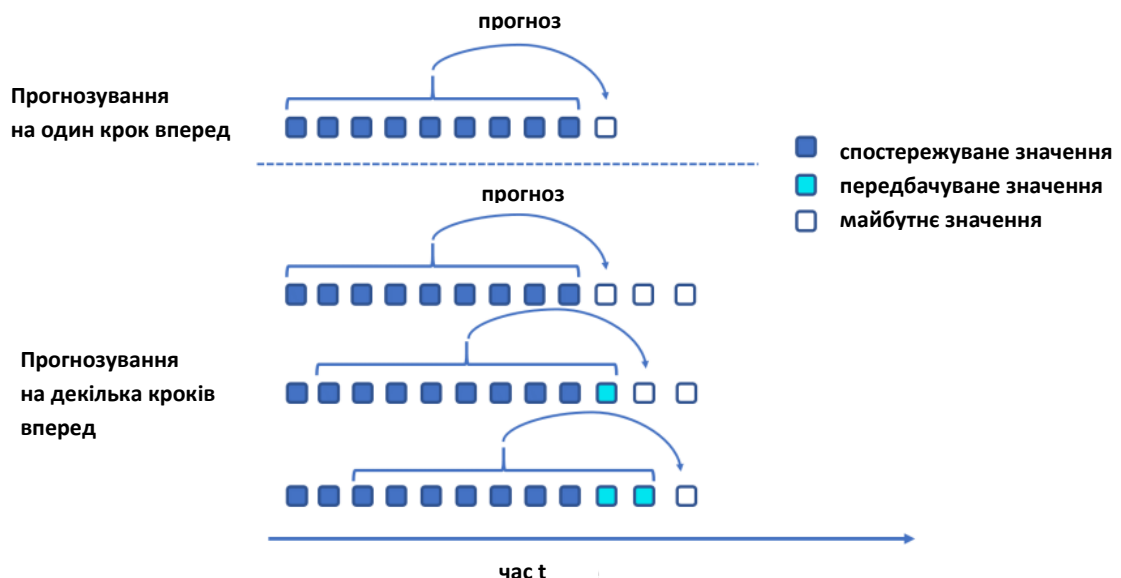 прогноз
Прогнозування
на один крок вперед
спостережуване значення
передбачуване значення
майбутнє значення
прогноз
Прогнозування
на декілька кроків
вперед
час t